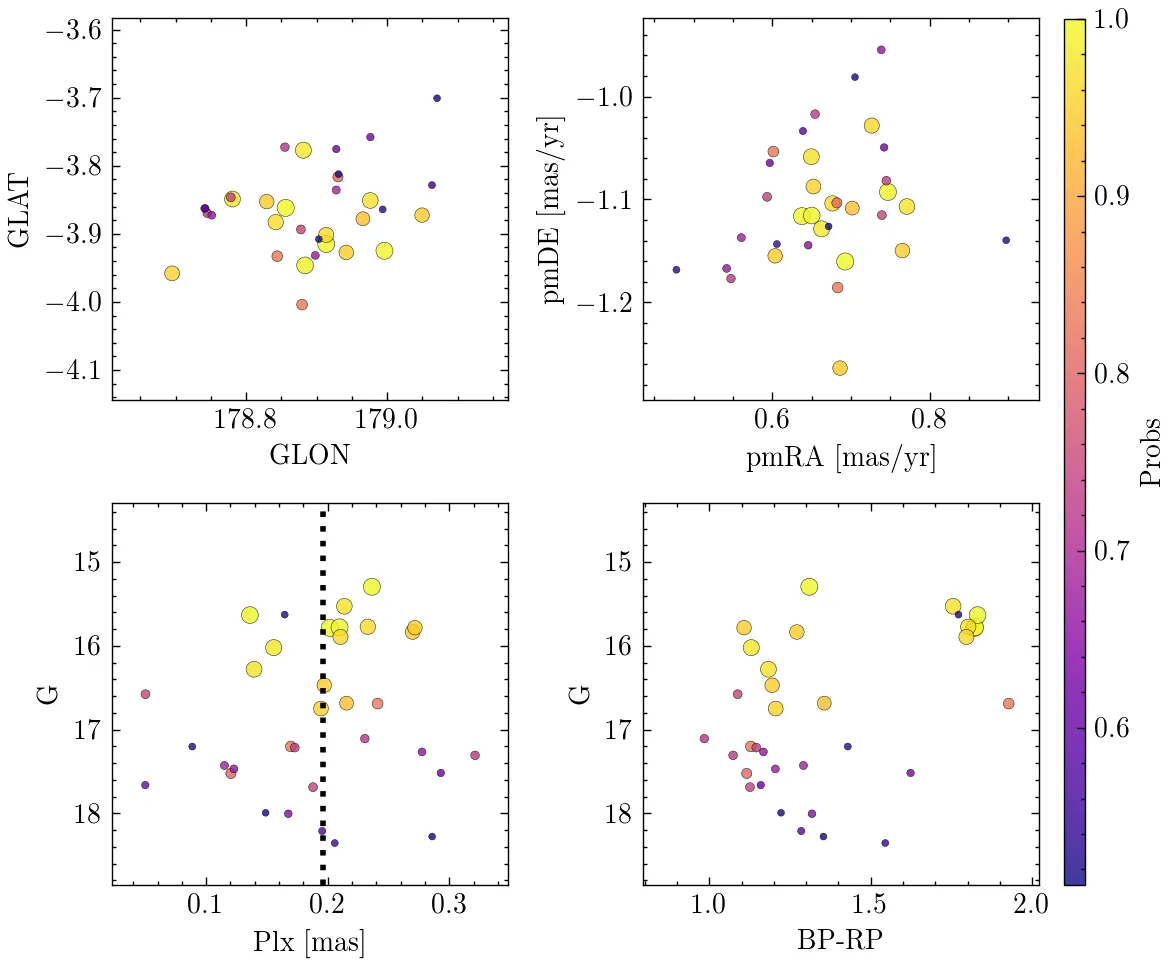 −3.6
−3.7
−3.8
−3.9
−4.0
−4.1
GLAT
178.8 179.0
GLON
−1.0
−1.1
−1.2
pmDE [mas/yr]
0.6 0.8
pmRA [mas/yr]
1.0
0.9
0.8
0.7
0.6
Probs
15
16
17
18
G
0.1 0.2 0.3
Plx [mas]
15
16
17
18
G
1.0 1.5 2.0
BP-RP